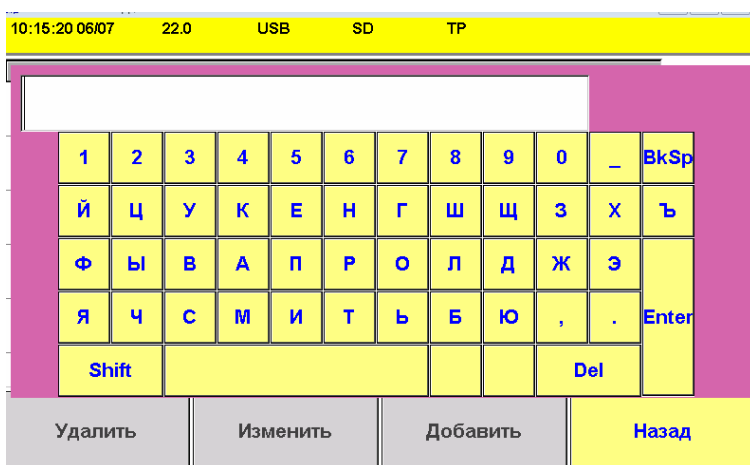 10:15:20 06/07 22.0 USB SD TP
1 2 3 4 5 6 7 8 9 0 _ BkSp
Й Ц У К Е Н Г Ш Щ З Х Ъ
Ф Ы В А П Р О Л Д Ж Э
Я Ч С М И Т Ь Б Ю , . Enter
Shift Del
Удалить Изменить Добавить Назад